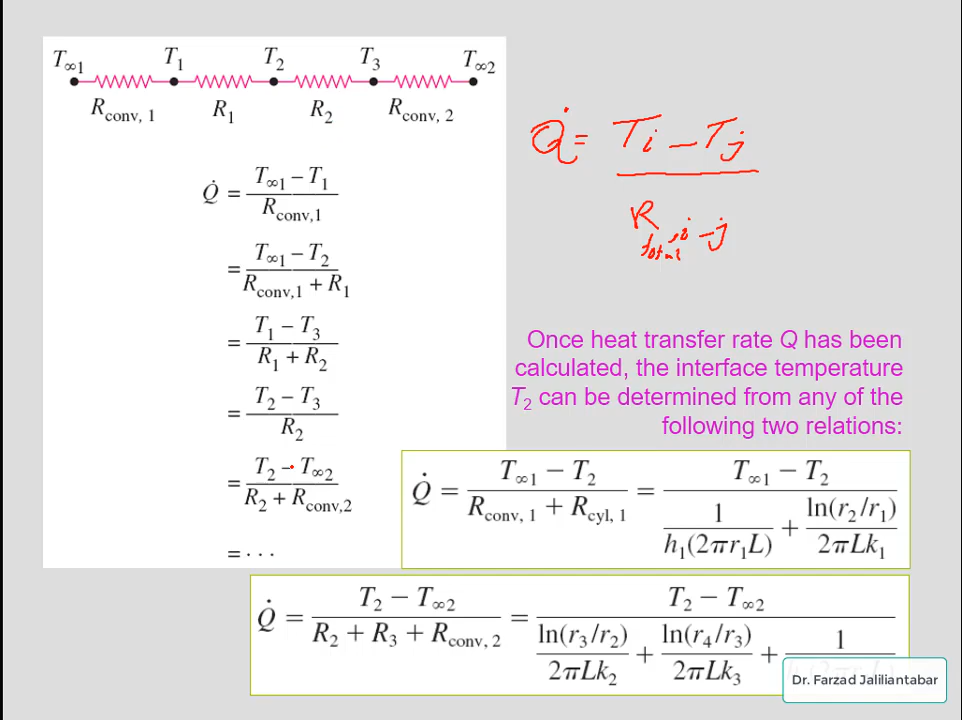 T∞1 T1 T2 T3 T∞2
Rconv, 1 R1 R2 Rconv, 2
Q̇ = (T∞1 − T1) / Rconv,1
= (T∞1 − T2) / (Rconv,1 + R1)
= (T1 − T3) / (R1 + R2)
= (T2 − T3) / R2
= (T2 − T∞2) / (R2 + Rconv,2)
= ···
Q̇ = (Ti − Tj) / Rtotal, i−j
Once heat transfer rate Q has been
calculated, the interface temperature
T2 can be determined from any of the
following two relations:
Q̇ = (T∞1 − T2) / (Rconv, 1 + Rcyl, 1) = (T∞1 − T2) / (1 / h1(2πr1L) + ln(r2/r1) / 2πLk1)
Q̇ = (T2 − T∞2) / (R2 + R3 + Rconv, 2) = (T2 − T∞2) / (ln(r3/r2) / 2πLk2 + ln(r4/r3) / 2πLk3 + 1 /
Dr. Farzad Jaliliantabar